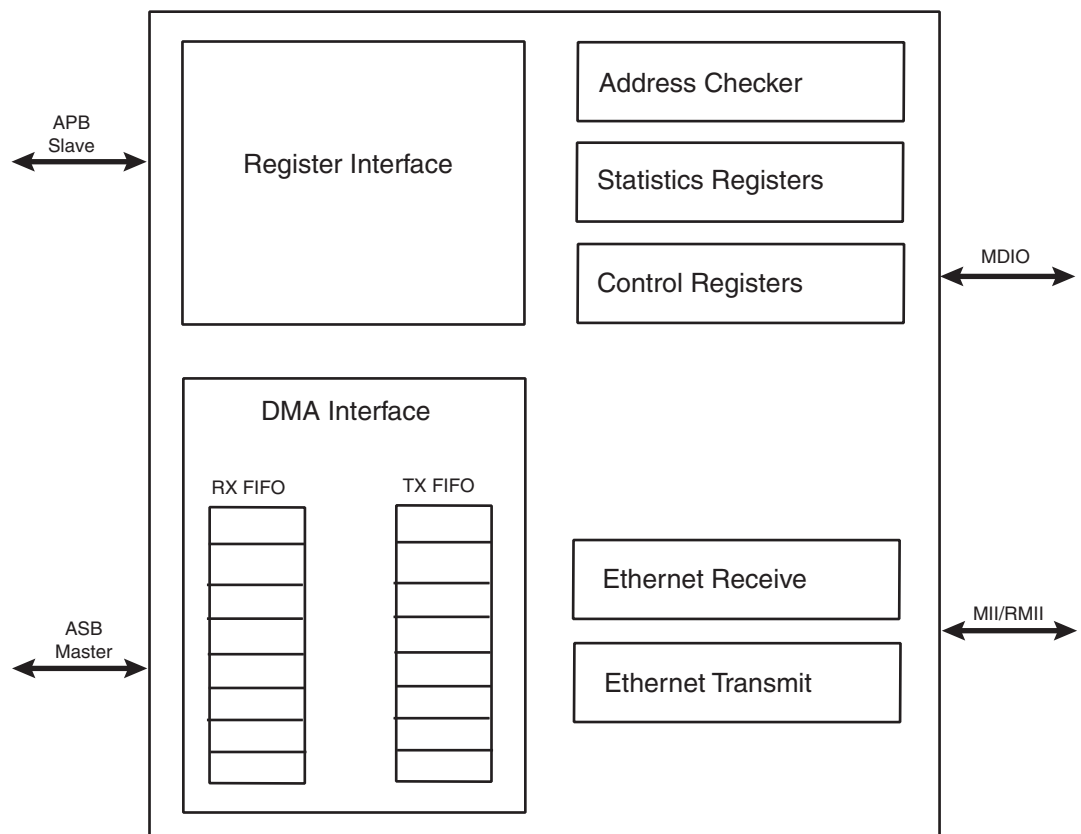 APB
Slave
Register Interface
Address Checker
Statistics Registers
Control Registers
MDIO
DMA Interface
RX FIFO
TX FIFO
ASB
Master
Ethernet Receive
Ethernet Transmit
MII/RMII